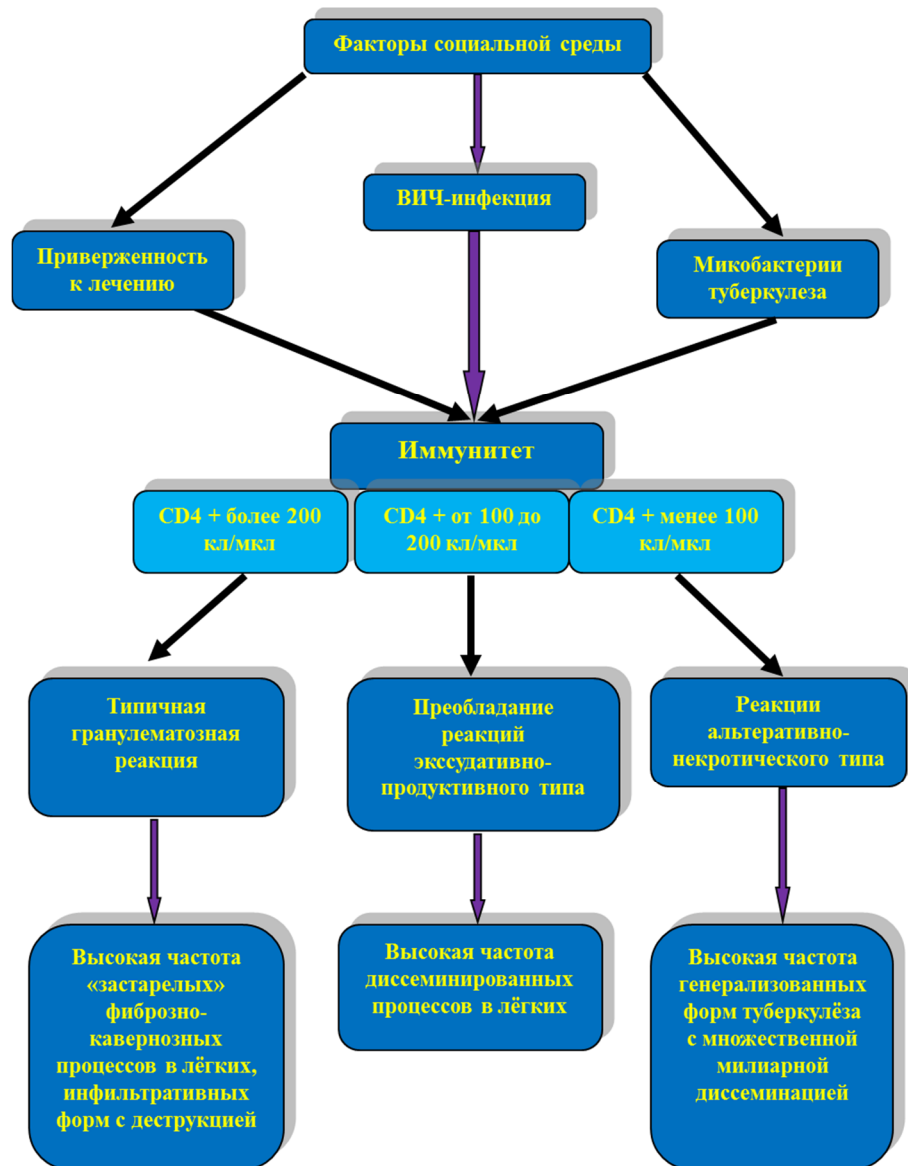 Факторы социальной среды
ВИЧ-инфекция
Приверженность
к лечению
Микобактерии
туберкулеза
Иммунитет
CD4 + более 200
кл/мкл
CD4 + от 100 до
200 кл/мкл
CD4 + менее 100
кл/мкл
Типичная
гранулематозная
реакция
Преобладание
реакций
экссудативно-
продуктивного типа
Реакции
альтеративно-
некротического типа
Высокая частота
«застарелых»
фиброзно-
кавернозных
процессов в лёгких,
инфильтративных
форм с деструкцией
Высокая частота
диссеминированных
процессов в лёгких
Высокая частота
генерализованных
форм туберкулёза
с множественной
милиарной
диссеминацией